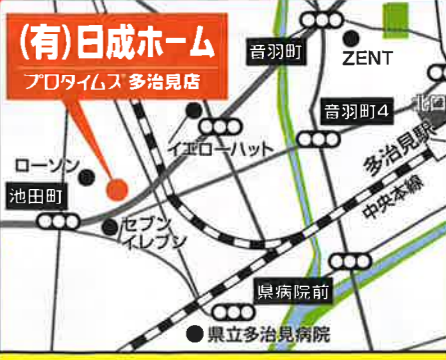 (有)日成ホーム
プロタイムズ 多治見店
音羽町
ZENT
音羽町4
北口
イエローハット
多治見駅
ローソン
中央本線
池田町
セブン
イレブン
県病院前
県立多治見病院